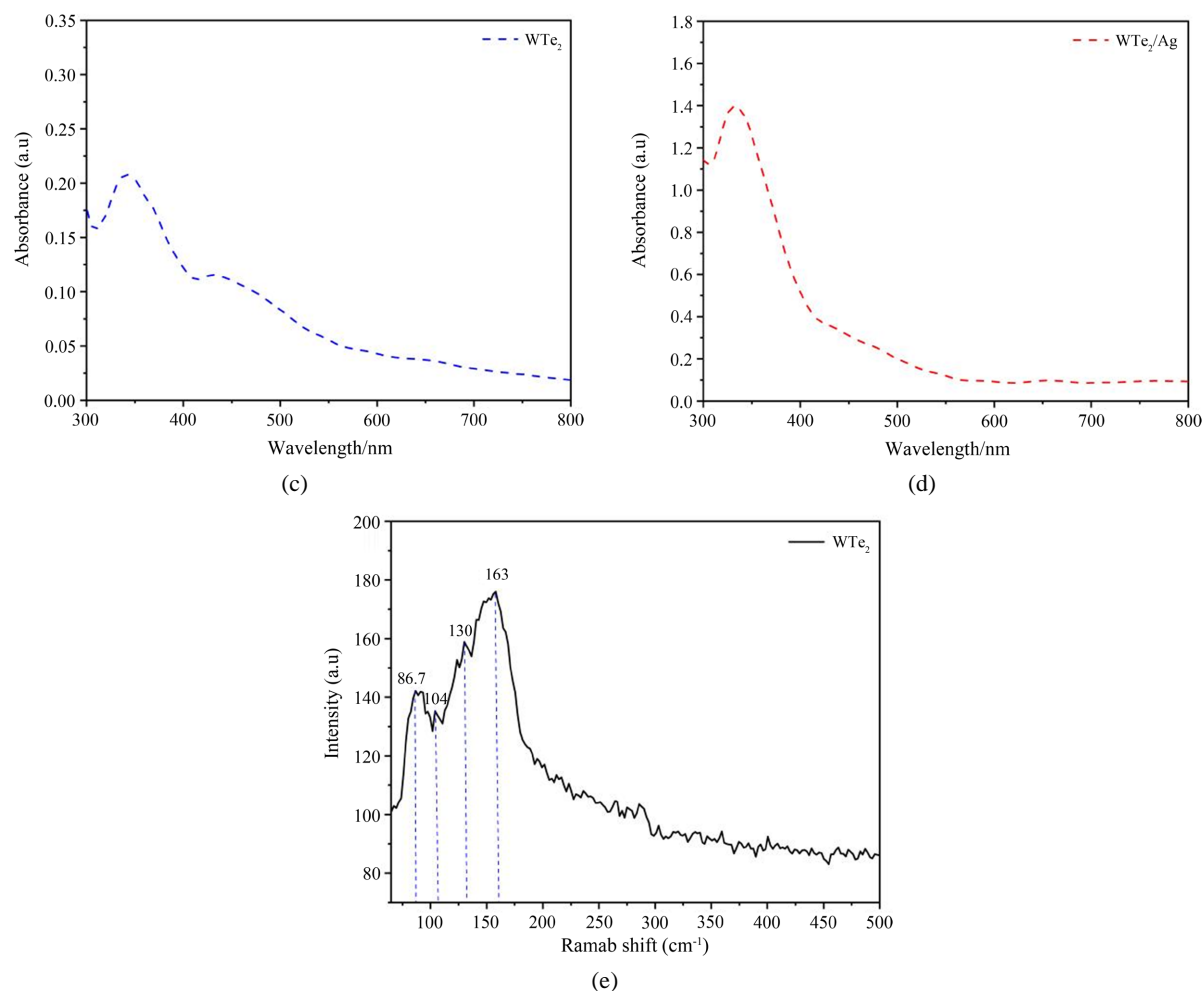 0.35
0.30
0.25
0.20
0.15
0.10
0.05
0.00
Absorbance (a.u)
WTe₂
300 400 500 600 700 800
Wavelength/nm
(c)
1.8
1.6
1.4
1.2
1.0
0.8
0.6
0.4
0.2
0.0
Absorbance (a.u)
WTe₂/Ag
300 400 500 600 700 800
Wavelength/nm
(d)
200
180
160
140
120
100
80
Intensity (a.u)
WTe₂
163
130
86.7
104
100 150 200 250 300 350 400 450 500
Ramab shift (cm⁻¹)
(e)